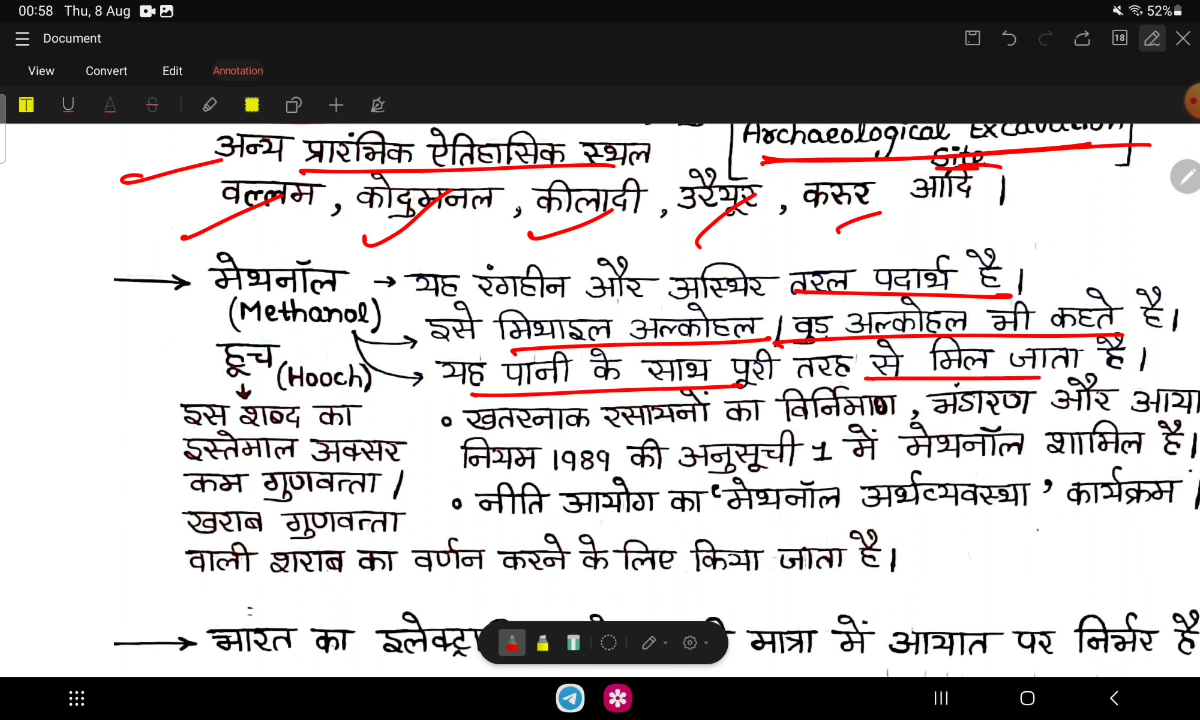 00:58 Thu, 8 Aug 52%
Document 18
View Convert Edit Annotation
T U A S
[Archaeological Excavation
अन्य प्रारंभिक ऐतिहासिक स्थल Site]
वल्लम, कोदुमनल, कीलादी, उरैयूर, करुर आदि।
→ मेथनॉल → यह रंगहीन और अस्थिर तरल पदार्थ है।
(Methanol) → इसे मिथाइल अल्कोहल / वुड अल्कोहल भी कहते है।
हूच (Hooch) → यह पानी के साथ पूरी तरह से मिल जाता है।
इस शब्द का • खतरनाक रसायनों का विर्निमाण, भंडारण और आया
इस्तेमाल अक्सर नियम 1989 की अनुसूची 1 में मेथनॉल शामिल है।
कम गुणवत्ता / • नीति आयोग का 'मेथनॉल अर्थव्यवस्था' कार्यक्रम।
खराब गुणवत्ता
वाली शराब का वर्णन करने के लिए किया जाता है।
→ भारत का मात्रा में आयात पर निर्भर है